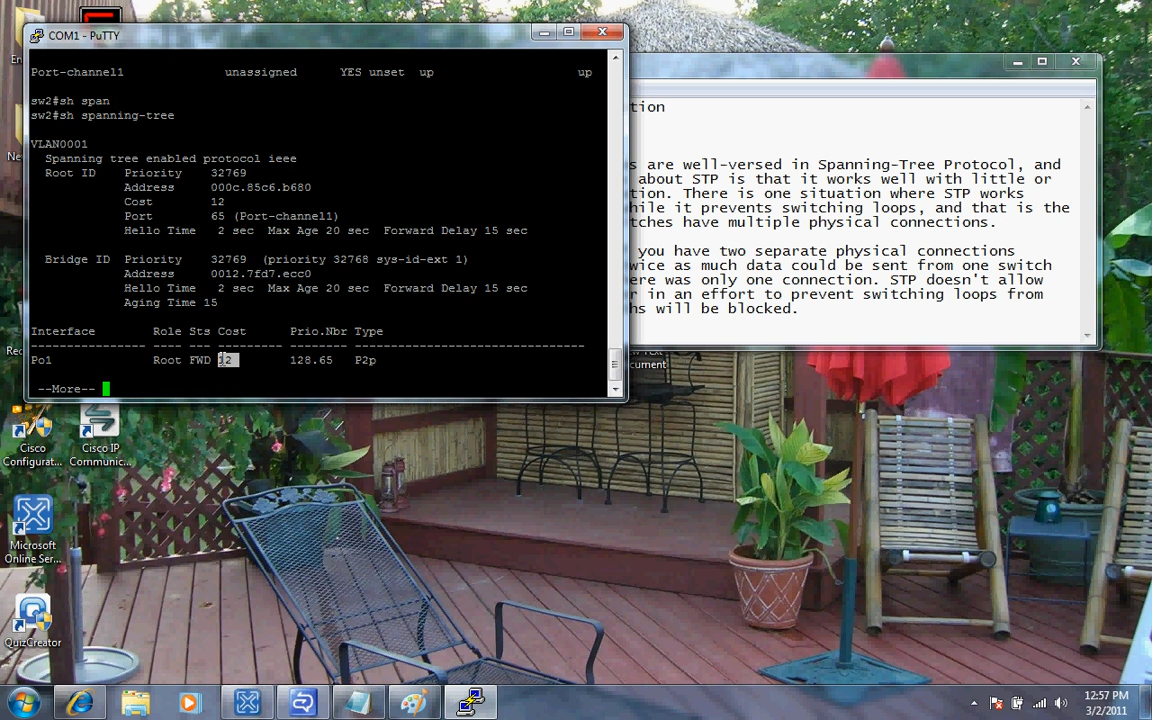 COM1 - PuTTY
Port-channel1 unassigned YES unset up up
sw2#sh span
sw2#sh spanning-tree
VLAN0001
Spanning tree enabled protocol ieee
Root ID Priority 32769
Address 000c.85c6.b680
Cost 12
Port 65 (Port-channel1)
Hello Time 2 sec Max Age 20 sec Forward Delay 15 sec
Bridge ID Priority 32769 (priority 32768 sys-id-ext 1)
Address 0012.7fd7.ecc0
Hello Time 2 sec Max Age 20 sec Forward Delay 15 sec
Aging Time 15
Interface Role Sts Cost Prio.Nbr Type
---------------- ---- --- --------- -------- --------------------------------
Po1 Root FWD 12 128.65 P2p
--More--
tion
s are well-versed in Spanning-Tree Protocol, and
about STP is that it works well with little or
tion. There is one situation where STP works
hile it prevents switching loops, and that is the
tches have multiple physical connections.
you have two separate physical connections
wice as much data could be sent from one switch
ere was only one connection. STP doesn't allow
r in an effort to prevent switching loops from
hs will be blocked.
ocument
Cisco
Configurat...
Cisco IP
Communic...
Microsoft
Online Ser...
QuizCreator
12:57 PM
3/2/2011